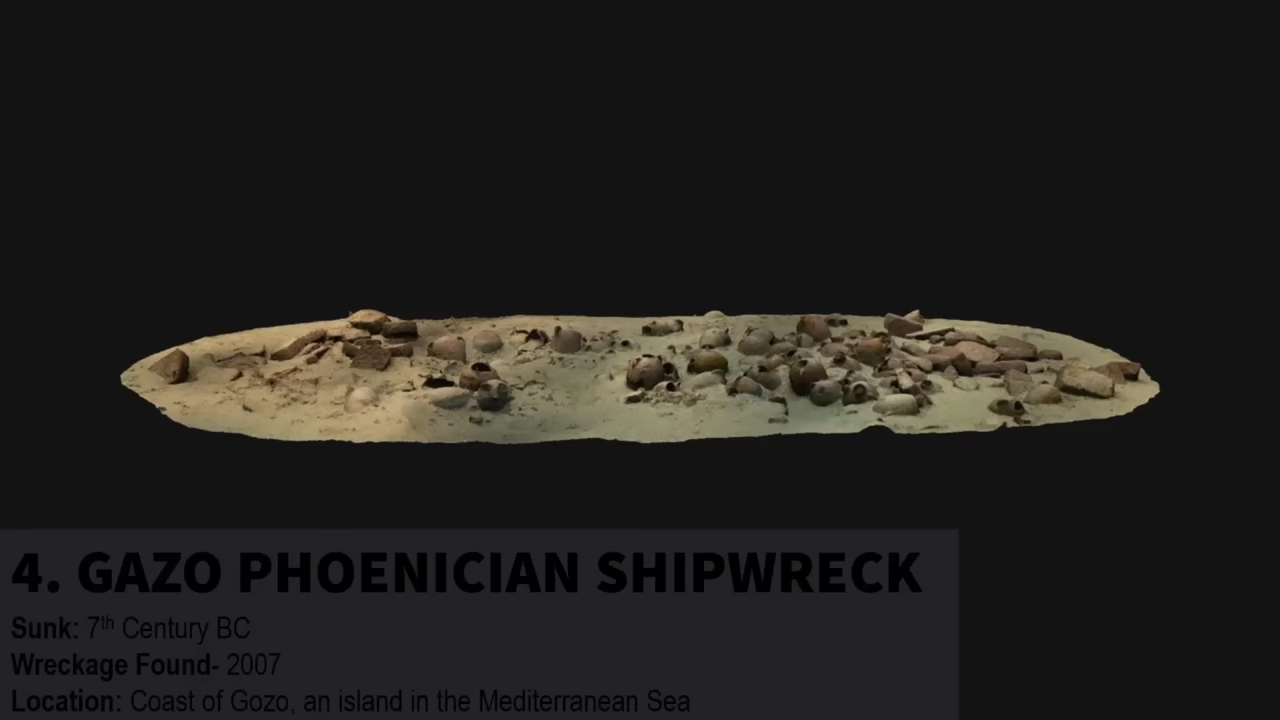 4. GAZO PHOENICIAN SHIPWRECK
Sunk: 7th Century BC
Wreckage Found- 2007
Location: Coast of Gozo, an island in the Mediterranean Sea